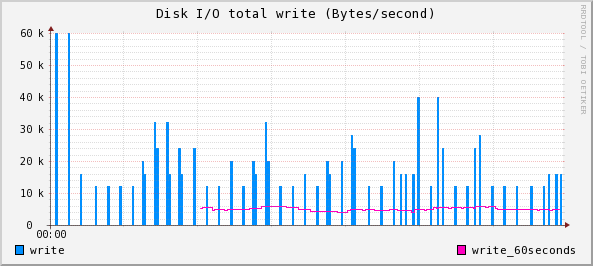 Disk I/O total write (Bytes/second)
RRDTOOL / TOBI OETIKER
60 k
50 k
40 k
30 k
20 k
10 k
0
00:00
write
write_60seconds